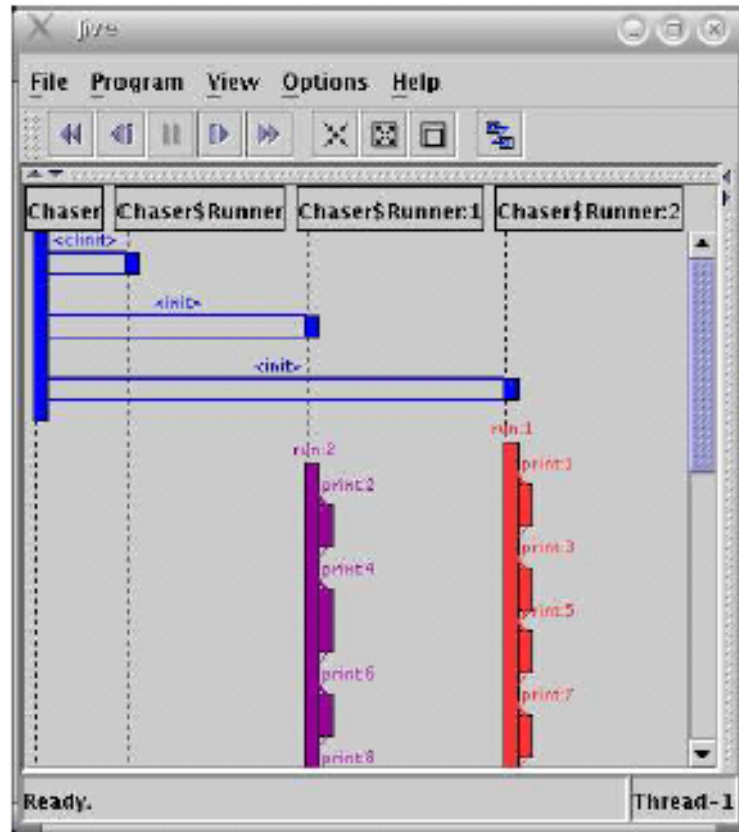 Jive
File Program View Options Help
Chaser Chaser$Runner Chaser$Runner:1 Chaser$Runner:2
<clinit>
<init>
<init>
run:1
run:2
print:1
print:2
print:3
print:4
print:5
print:6
print:7
print:8
Ready. Thread-1